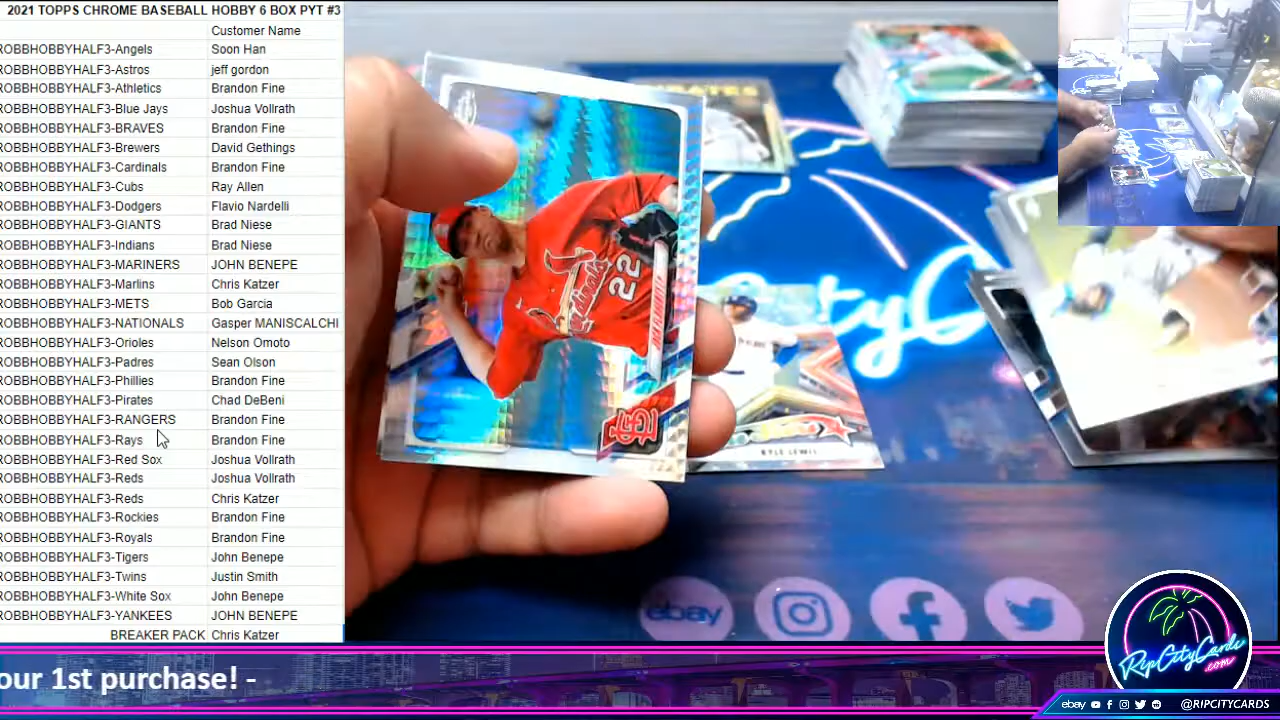 2021 TOPPS CHROME BASEBALL HOBBY 6 BOX PYT #3
Customer Name
ROBBHOBBYHALF3-Angels Soon Han
ROBBHOBBYHALF3-Astros jeff gordon
ROBBHOBBYHALF3-Athletics Brandon Fine
ROBBHOBBYHALF3-Blue Jays Joshua Vollrath
ROBBHOBBYHALF3-BRAVES Brandon Fine
ROBBHOBBYHALF3-Brewers David Gethings
ROBBHOBBYHALF3-Cardinals Brandon Fine
ROBBHOBBYHALF3-Cubs Ray Allen
ROBBHOBBYHALF3-Dodgers Flavio Nardelli
ROBBHOBBYHALF3-GIANTS Brad Niese
ROBBHOBBYHALF3-Indians Brad Niese
ROBBHOBBYHALF3-MARINERS JOHN BENEPE
ROBBHOBBYHALF3-Marlins Chris Katzer
ROBBHOBBYHALF3-METS Bob Garcia
ROBBHOBBYHALF3-NATIONALS Gasper MANISCALCHI
ROBBHOBBYHALF3-Orioles Nelson Omoto
ROBBHOBBYHALF3-Padres Sean Olson
ROBBHOBBYHALF3-Phillies Brandon Fine
ROBBHOBBYHALF3-Pirates Chad DeBeni
ROBBHOBBYHALF3-RANGERS Brandon Fine
ROBBHOBBYHALF3-Rays Brandon Fine
ROBBHOBBYHALF3-Red Sox Joshua Vollrath
ROBBHOBBYHALF3-Reds Joshua Vollrath
ROBBHOBBYHALF3-Reds Chris Katzer
ROBBHOBBYHALF3-Rockies Brandon Fine
ROBBHOBBYHALF3-Royals Brandon Fine
ROBBHOBBYHALF3-Tigers John Benepe
ROBBHOBBYHALF3-Twins Justin Smith
ROBBHOBBYHALF3-White Sox John Benepe
ROBBHOBBYHALF3-YANKEES JOHN BENEPE
BREAKER PACK Chris Katzer
Cardinals
22
KYLE LEWIS
ityC
ebay
RipCityCards
.com
our 1st purchase! -
ebay @RIPCITYCARDS